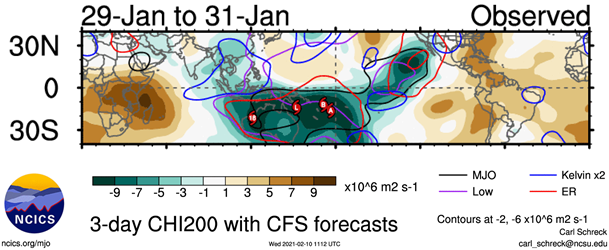 29-Jan to 31-Jan Observed
30N
0
30S
18 L B A
-9 -7 -5 -3 -1 1 3 5 7 9 x10^6 m2 s-1
MJO Kelvin x2
Low ER
NCICS
3-day CHI200 with CFS forecasts
Contours at -2, -6 x10^6 m2 s-1
Carl Schreck
ncics.org/mjo Wed 2021-02-10 1112 UTC carl_schreck@ncsu.edu